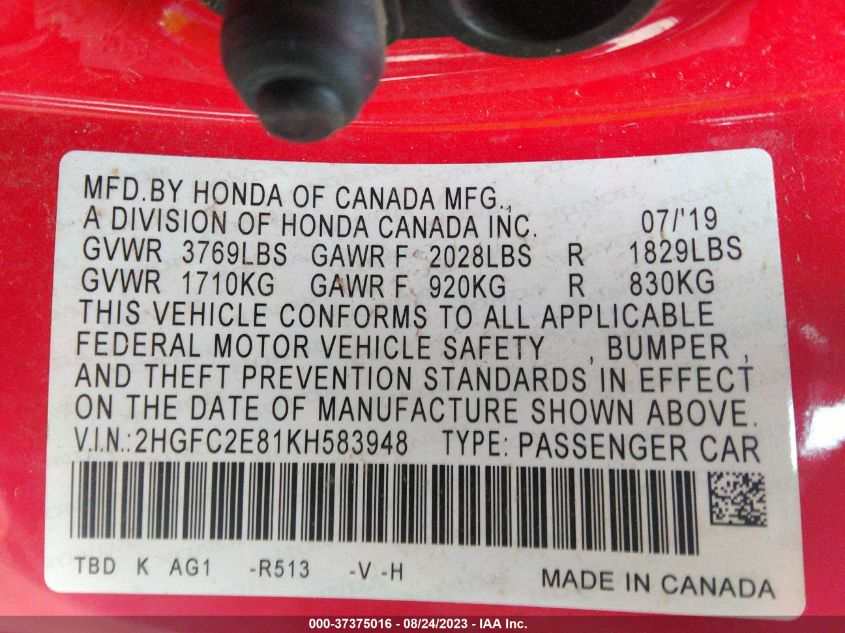 MFD.BY HONDA OF CANADA MFG.,
A DIVISION OF HONDA CANADA INC. 07/'19
GVWR 3769LBS GAWR F 2028LBS R 1829LBS
GVWR 1710KG GAWR F 920KG R 830KG
THIS VEHICLE CONFORMS TO ALL APPLICABLE
FEDERAL MOTOR VEHICLE SAFETY , BUMPER ,
AND THEFT PREVENTION STANDARDS IN EFFECT
ON THE DATE OF MANUFACTURE SHOWN ABOVE.
V.I.N.:2HGFC2E81KH583948 TYPE: PASSENGER CAR
TBD K AG1 -R513 -V -H MADE IN CANADA
000-37375016 - 08/24/2023 - IAA Inc.